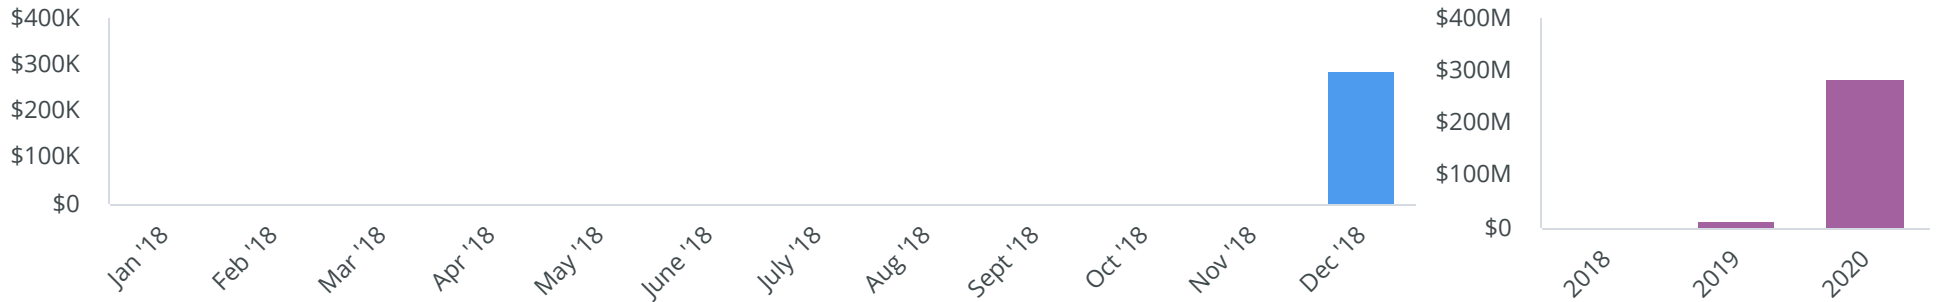 $400K
$300K
$200K
$100K
$0
Jan '18
Feb '18
Mar '18
Apr '18
May '18
June '18
July '18
Aug '18
Sept '18
Oct '18
Nov '18
Dec '18
$400M
$300M
$200M
$100M
$0
2018
2019
2020